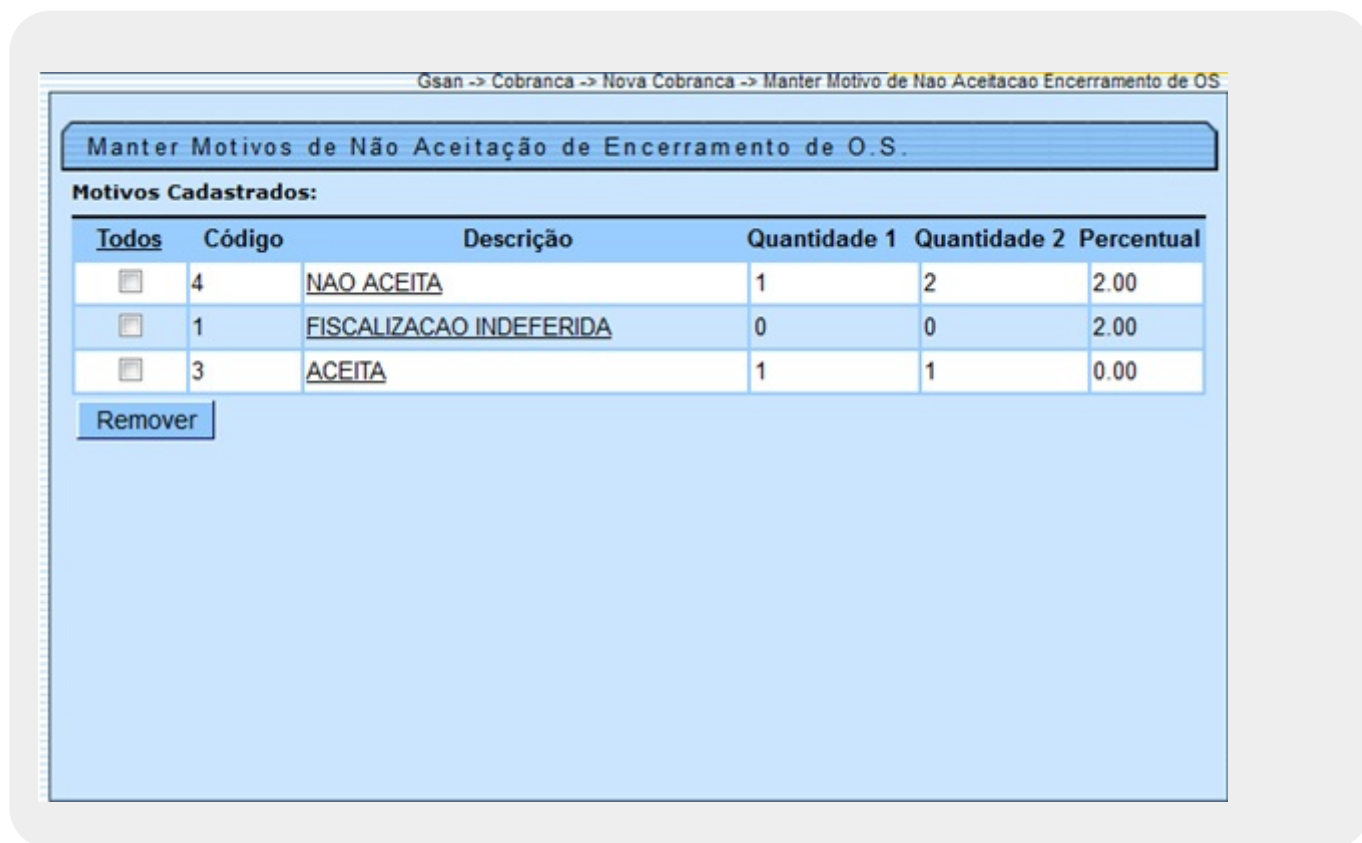 Gsan -> Cobranca -> Nova Cobranca -> Manter Motivo de Nao Aceitacao Encerramento de OS
Manter Motivos de Não Aceitação de Encerramento de O.S.
Motivos Cadastrados:
Todos Código Descrição Quantidade 1 Quantidade 2 Percentual
4 NAO ACEITA 1 2 2.00
1 FISCALIZACAO INDEFERIDA 0 0 2.00
3 ACEITA 1 1 0.00
Remover